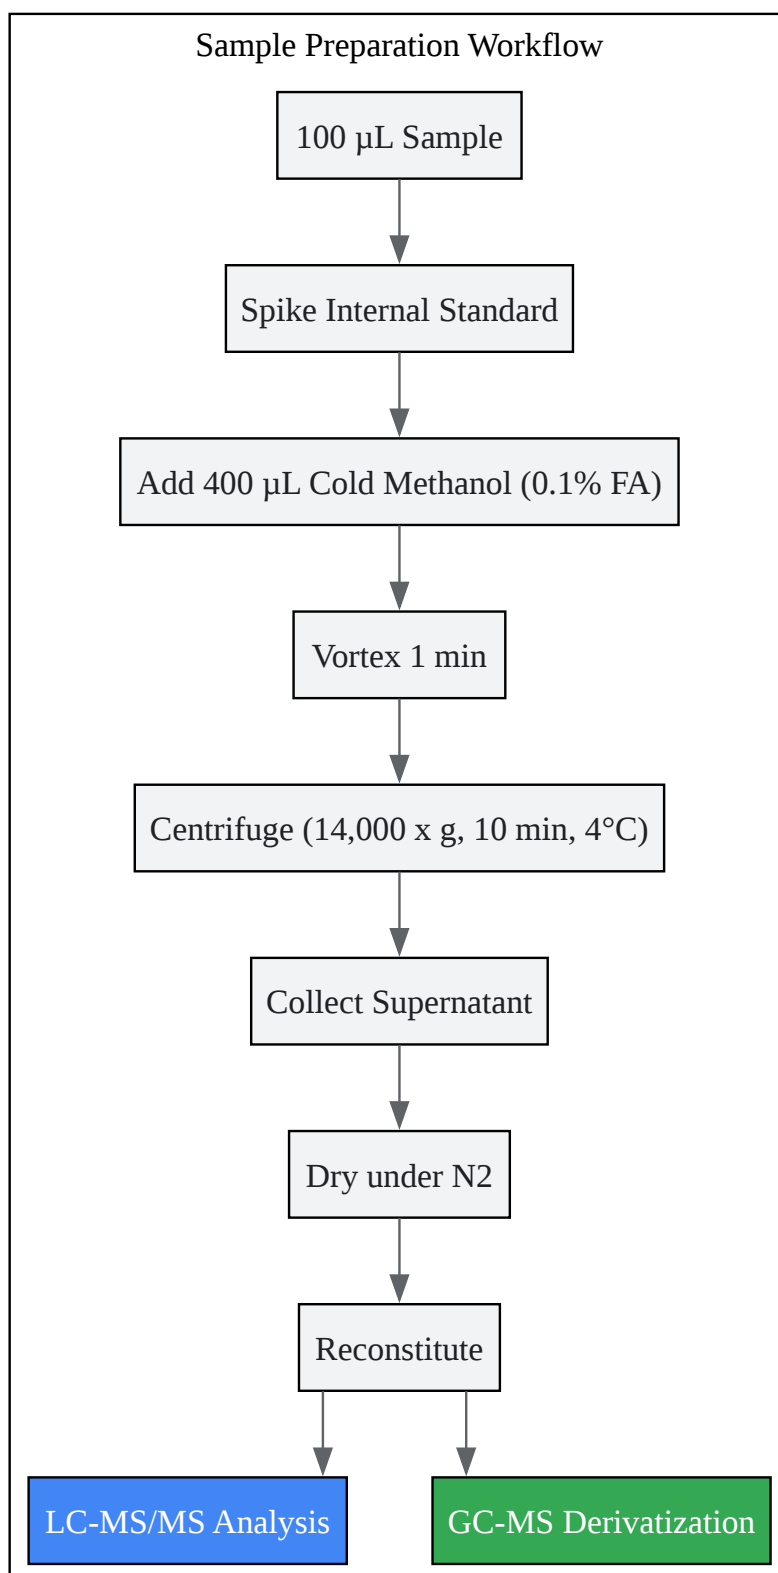 Sample Preparation Workflow
100 µL Sample
Spike Internal Standard
Add 400 µL Cold Methanol (0.1% FA)
Vortex 1 min
Centrifuge (14,000 x g, 10 min, 4°C)
Collect Supernatant
Dry under N2
Reconstitute
LC-MS/MS Analysis
GC-MS Derivatization